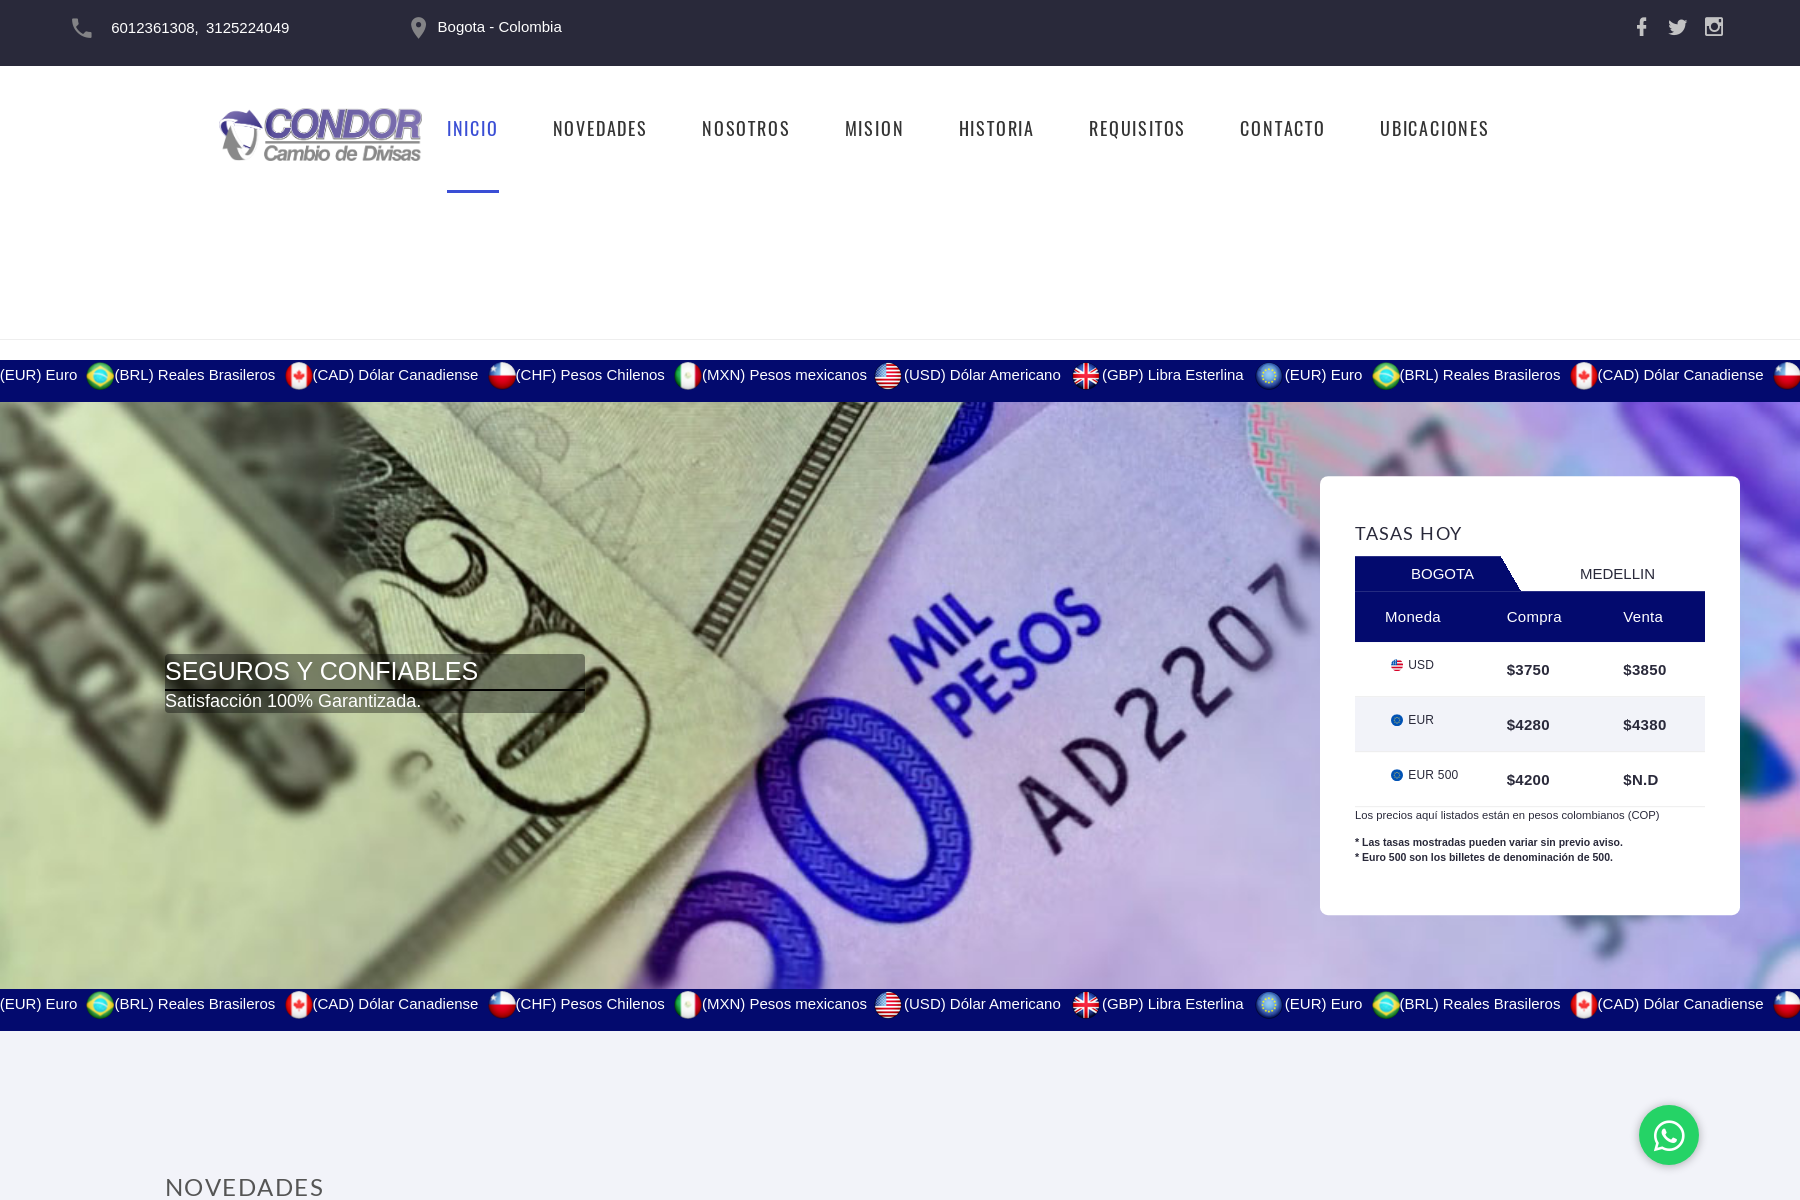 6012361308, 3125224049
Bogota - Colombia
CONDOR
Cambio de Divisas
INICIO
NOVEDADES
NOSOTROS
MISION
HISTORIA
REQUISITOS
CONTACTO
UBICACIONES
(EUR) Euro (BRL) Reales Brasileros (CAD) Dólar Canadiense (CHF) Pesos Chilenos (MXN) Pesos mexicanos (USD) Dólar Americano (GBP) Libra Esterlina (EUR) Euro (BRL) Reales Brasileros (CAD) Dólar Canadiense
20
MIL
PESOS
AD2207
SEGUROS Y CONFIABLES
Satisfacción 100% Garantizada.
TASAS HOY
BOGOTA MEDELLIN
Moneda Compra Venta
USD $3750 $3850
EUR $4280 $4380
EUR 500 $4200 $N.D
Los precios aquí listados están en pesos colombianos (COP)
* Las tasas mostradas pueden variar sin previo aviso.
* Euro 500 son los billetes de denominación de 500.
(EUR) Euro (BRL) Reales Brasileros (CAD) Dólar Canadiense (CHF) Pesos Chilenos (MXN) Pesos mexicanos (USD) Dólar Americano (GBP) Libra Esterlina (EUR) Euro (BRL) Reales Brasileros (CAD) Dólar Canadiense
NOVEDADES